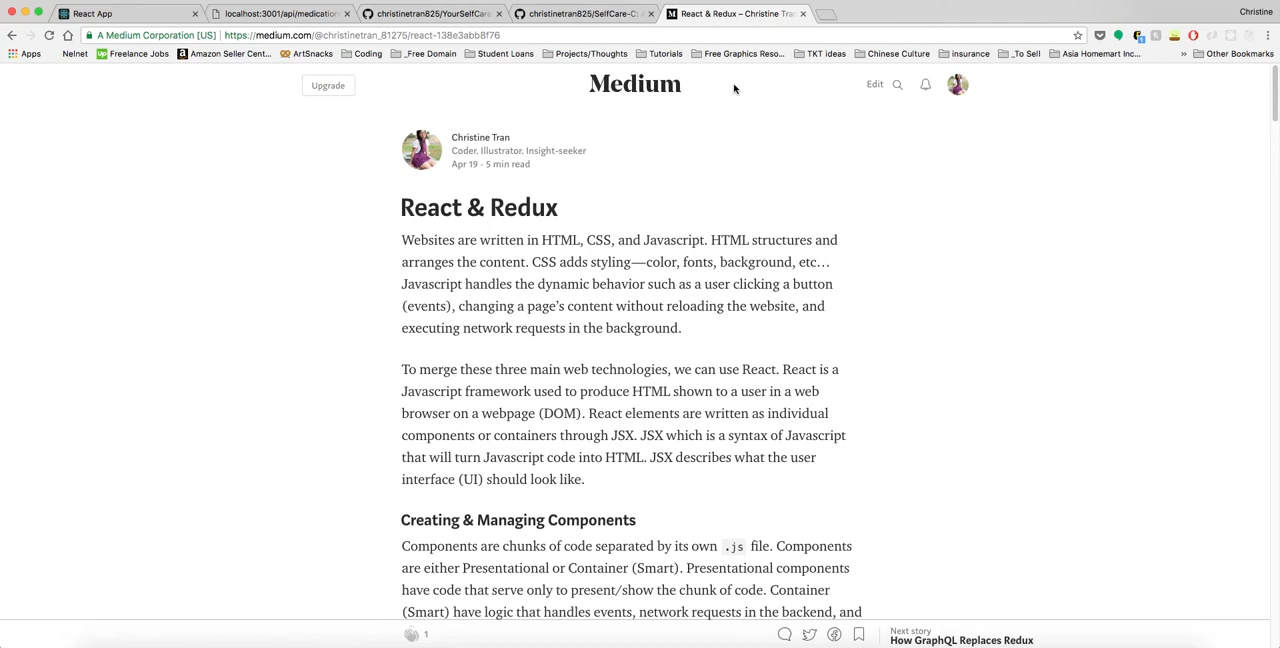 React App
localhost:3001/api/medication
christinetran825/YourSelfCare
christinetran825/SelfCare-C: A
React & Redux – Christine Tran
Christine
A Medium Corporation [US]
https://medium.com/@christinetran_81275/react-138e3abb8f76
Apps
Nelnet
Freelance Jobs
Amazon Seller Cent...
ArtSnacks
Coding
_Free Domain
Student Loans
Projects/Thoughts
Tutorials
Free Graphics Reso...
TKT ideas
Chinese Culture
insurance
_To Sell
Asia Homemart Inc...
»
Other Bookmarks
Upgrade
Medium
Edit
Christine Tran
Coder. Illustrator. Insight-seeker
Apr 19 · 5 min read
React & Redux
Websites are written in HTML, CSS, and Javascript. HTML structures and
arranges the content. CSS adds styling—color, fonts, background, etc…
Javascript handles the dynamic behavior such as a user clicking a button
(events), changing a page’s content without reloading the website, and
executing network requests in the background.
To merge these three main web technologies, we can use React. React is a
Javascript framework used to produce HTML shown to a user in a web
browser on a webpage (DOM). React elements are written as individual
components or containers through JSX. JSX which is a syntax of Javascript
that will turn Javascript code into HTML. JSX describes what the user
interface (UI) should look like.
Creating & Managing Components
Components are chunks of code separated by its own .js file. Components
are either Presentational or Container (Smart). Presentational components
have code that serve only to present/show the chunk of code. Container
(Smart) have logic that handles events, network requests in the backend, and
1
Next story
How GraphQL Replaces Redux